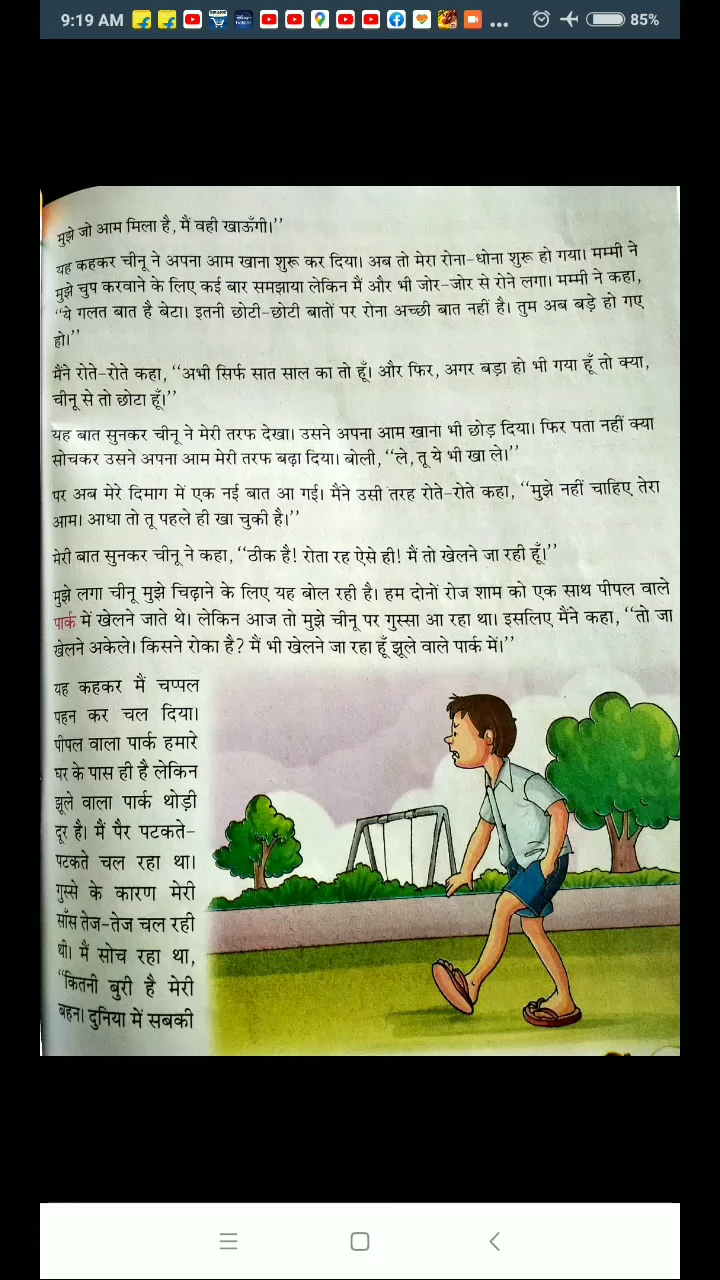 9:19 AM
85%
मुझे जो आम मिला है, मैं वही खाऊँगी।''
यह कहकर चीनू ने अपना आम खाना शुरू कर दिया। अब तो मेरा रोना-धोना शुरू हो गया। मम्मी ने
मुझे चुप करवाने के लिए कई बार समझाया लेकिन मैं और भी जोर-जोर से रोने लगा। मम्मी ने कहा,
''ये गलत बात है बेटा। इतनी छोटी-छोटी बातों पर रोना अच्छी बात नहीं है। तुम अब बड़े हो गए
हो।''
मैंने रोते-रोते कहा, ''अभी सिर्फ सात साल का तो हूँ। और फिर, अगर बड़ा हो भी गया हूँ तो क्या,
चीनू से तो छोटा हूँ।''
यह बात सुनकर चीनू ने मेरी तरफ देखा। उसने अपना आम खाना भी छोड़ दिया। फिर पता नहीं क्या
सोचकर उसने अपना आम मेरी तरफ बढ़ा दिया। बोली, ''ले, तू ये भी खा ले।''
पर अब मेरे दिमाग में एक नई बात आ गई। मैंने उसी तरह रोते-रोते कहा, ''मुझे नहीं चाहिए तेरा
आम। आधा तो तू पहले ही खा चुकी है।''
मेरी बात सुनकर चीनू ने कहा, ''ठीक है! रोता रह ऐसे ही! मैं तो खेलने जा रही हूँ।''
मुझे लगा चीनू मुझे चिढ़ाने के लिए यह बोल रही है। हम दोनों रोज शाम को एक साथ पीपल वाले
पार्क में खेलने जाते थे। लेकिन आज तो मुझे चीनू पर गुस्सा आ रहा था। इसलिए मैंने कहा, ''तो जा
खेलने अकेले। किसने रोका है? मैं भी खेलने जा रहा हूँ झूले वाले पार्क में।''
यह कहकर मैं चप्पल
पहन कर चल दिया।
पीपल वाला पार्क हमारे
घर के पास ही है लेकिन
झूले वाला पार्क थोड़ी
दूर है। मैं पैर पटकते-
पटकते चल रहा था।
गुस्से के कारण मेरी
साँस तेज-तेज चल रही
थी। मैं सोच रहा था,
''कितनी बुरी है मेरी
बहन। दुनिया में सबकी